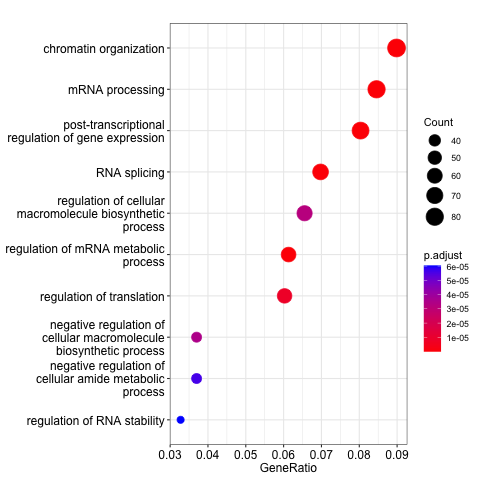 chromatin organization
mRNA processing
post-transcriptional
regulation of gene expression
RNA splicing
regulation of cellular
macromolecule biosynthetic
process
regulation of mRNA metabolic
process
regulation of translation
negative regulation of
cellular macromolecule
biosynthetic process
negative regulation of
cellular amide metabolic
process
regulation of RNA stability
0.03 0.04 0.05 0.06 0.07 0.08 0.09
GeneRatio
Count
40
50
60
70
80
p.adjust
6e-05
5e-05
4e-05
3e-05
2e-05
1e-05